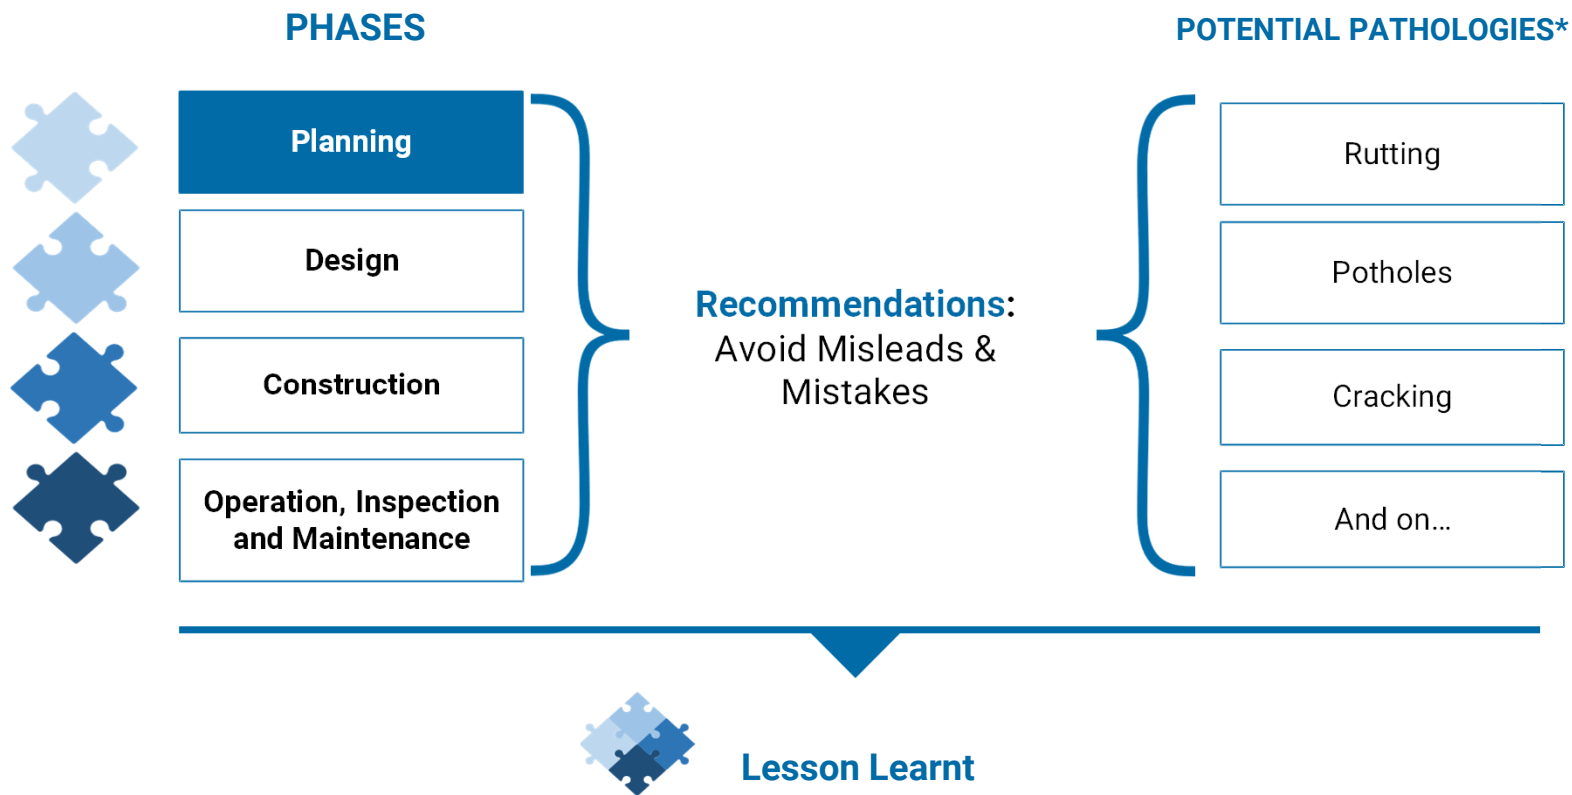 PHASES
POTENTIAL PATHOLOGIES*
Planning
Design
Construction
Operation, Inspection
and Maintenance
Recommendations:
Avoid Misleads &
Mistakes
Rutting
Potholes
Cracking
And on...
Lesson Learnt